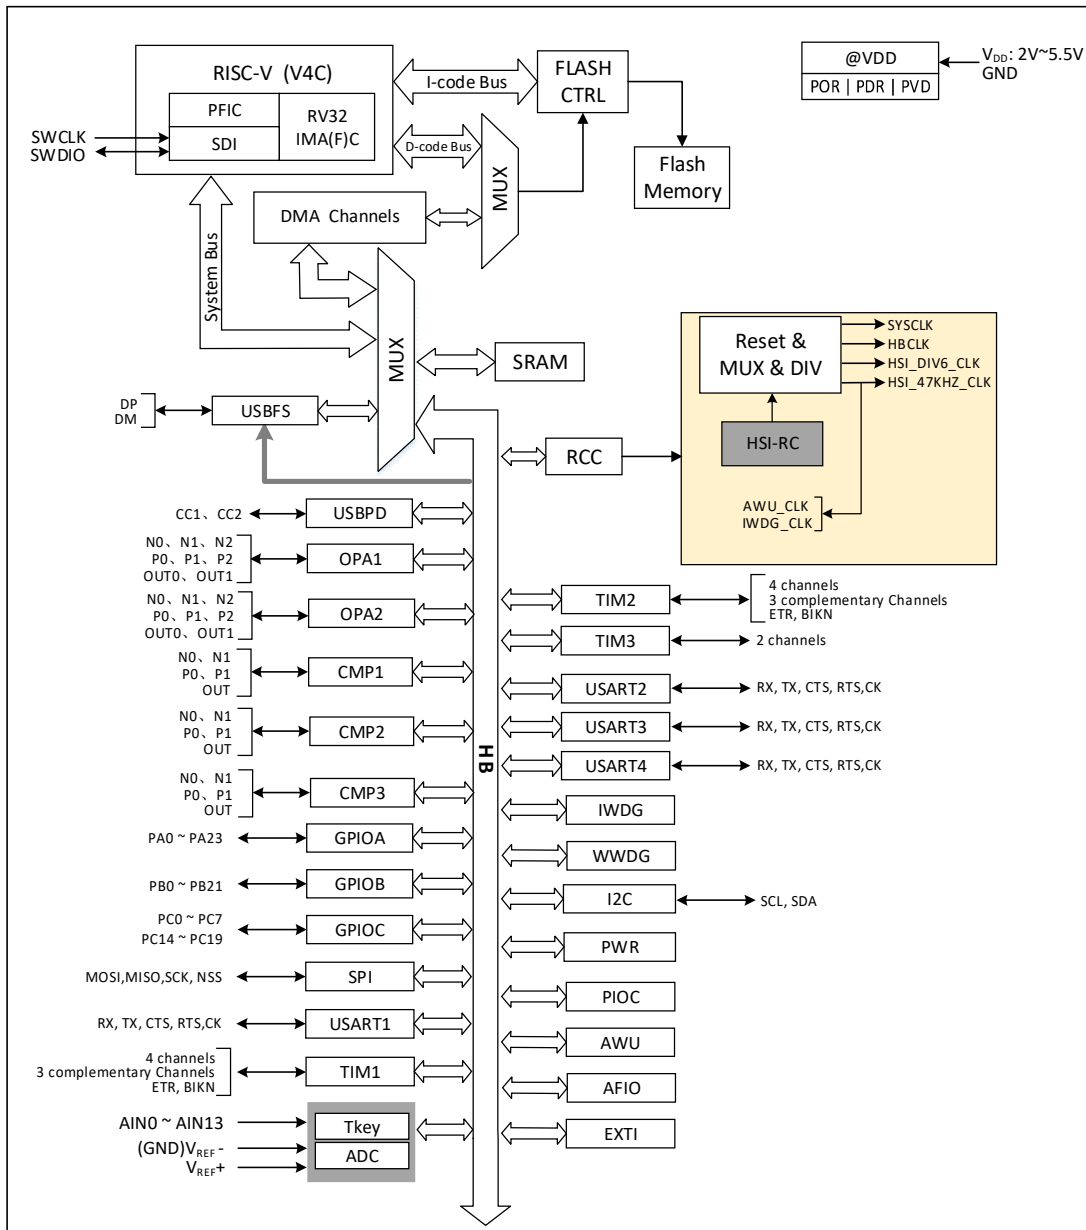 RISC-V (V4C)
PFIC
SDI
RV32
IMA(F)C
SWCLK
SWDIO
I-code Bus
D-code Bus
FLASH
CTRL
Flash
Memory
MUX
@VDD
POR | PDR | PVD
VDD: 2V~5.5V
GND
DMA Channels
System Bus
MUX
SRAM
DP
DM
USBFS
RCC
Reset &
MUX & DIV
HSI-RC
SYSCLK
HBCLK
HSI_DIV6_CLK
HSI_47KHZ_CLK
AWU_CLK
IWDG_CLK
HB
CC1、CC2
USBPD
N0、N1、N2
P0、P1、P2
OUT0、OUT1
OPA1
N0、N1、N2
P0、P1、P2
OUT0、OUT1
OPA2
N0、N1
P0、P1
OUT
CMP1
N0、N1
P0、P1
OUT
CMP2
N0、N1
P0、P1
OUT
CMP3
PA0 ~ PA23
GPIOA
PB0 ~ PB21
GPIOB
PC0 ~ PC7
PC14 ~ PC19
GPIOC
MOSI,MISO,SCK, NSS
SPI
RX, TX, CTS, RTS,CK
USART1
4 channels
3 complementary Channels
ETR, BIKN
TIM1
AIN0 ~ AIN13
(GND)VREF -
VREF+
Tkey
ADC
TIM2
4 channels
3 complementary Channels
ETR, BIKN
TIM3
2 channels
USART2
RX, TX, CTS, RTS,CK
USART3
RX, TX, CTS, RTS,CK
USART4
RX, TX, CTS, RTS,CK
IWDG
WWDG
I2C
SCL, SDA
PWR
PIOC
AWU
AFIO
EXTI